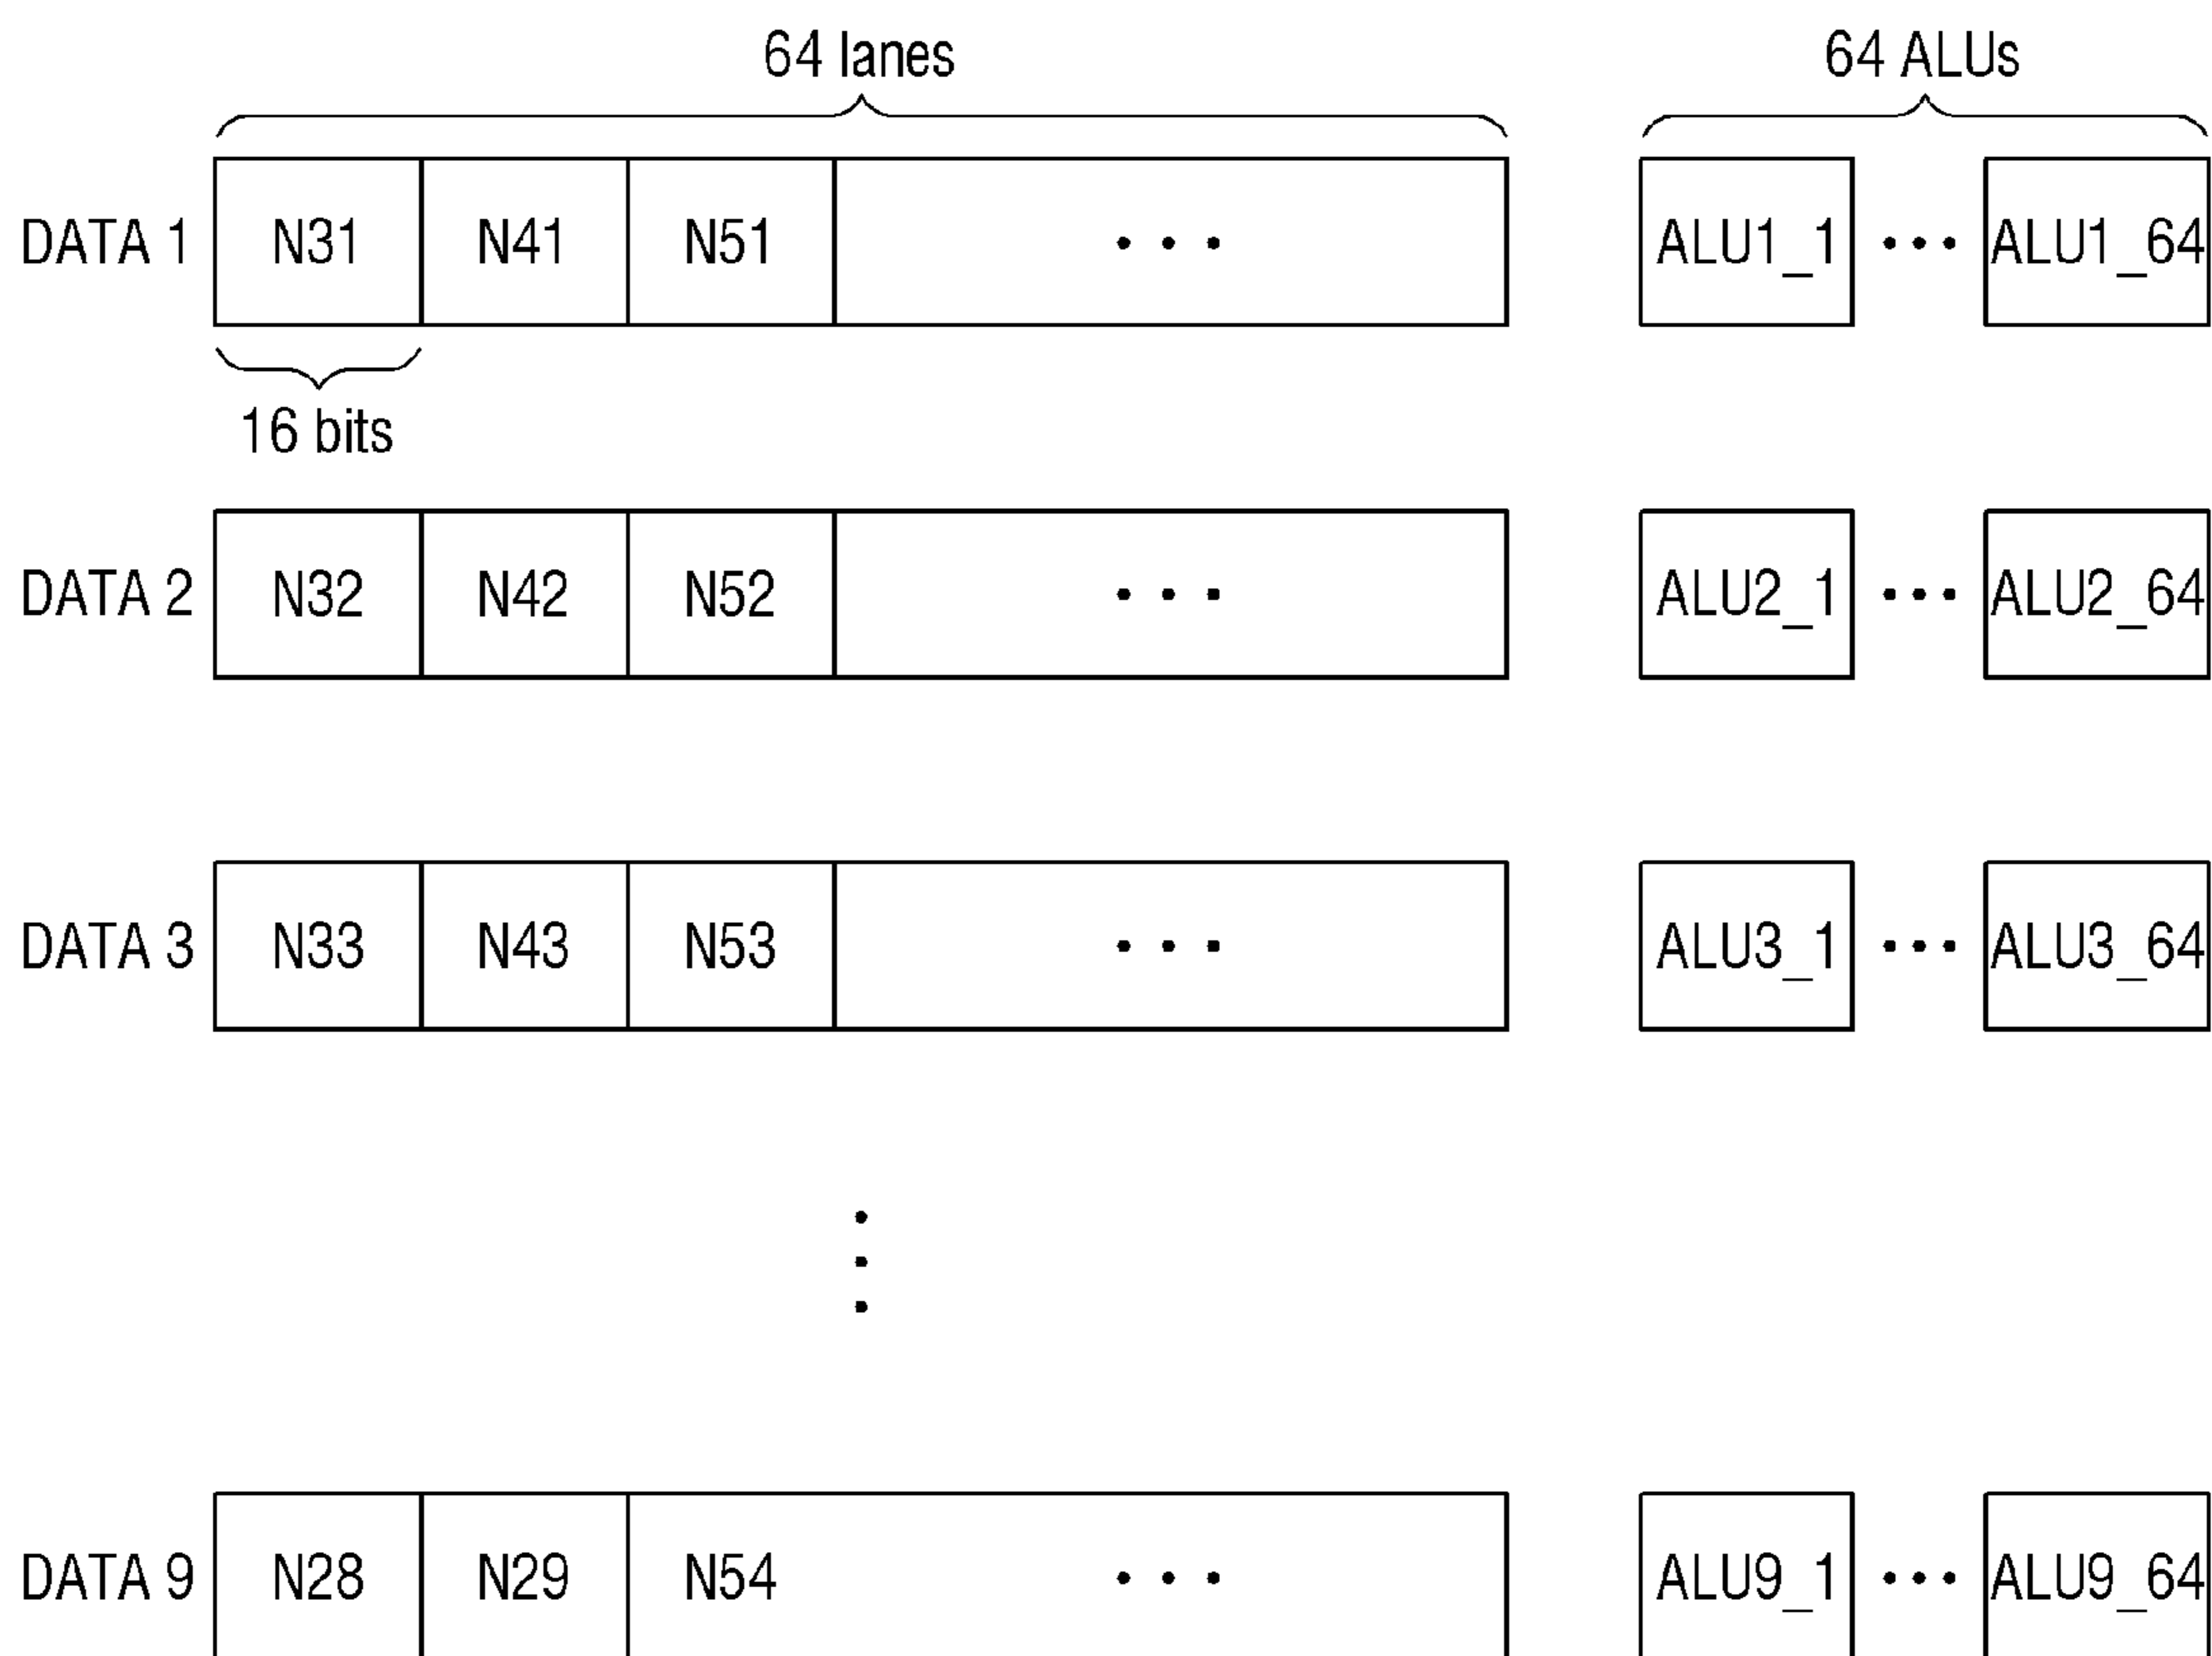 64 lanes 64 ALUs
DATA 1 N31 N41 N51 • • • ALU1_1 • • • ALU1_64
16 bits
DATA 2 N32 N42 N52 • • • ALU2_1 • • • ALU2_64
DATA 3 N33 N43 N53 • • • ALU3_1 • • • ALU3_64
DATA 9 N28 N29 N54 • • • ALU9_1 • • • ALU9_64